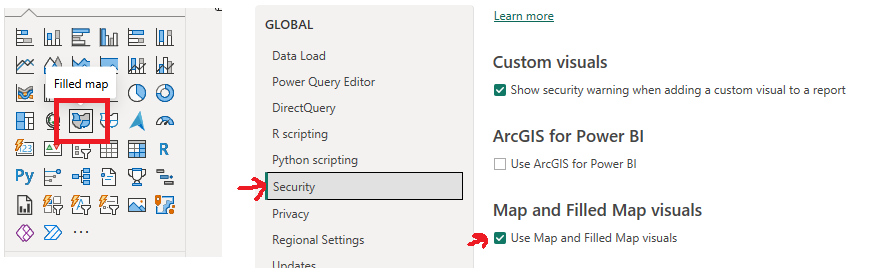 Filled map
123
R
Py
GLOBAL
Data Load
Power Query Editor
DirectQuery
R scripting
Python scripting
Security
Privacy
Regional Settings
Updates
Learn more
Custom visuals
Show security warning when adding a custom visual to a report
ArcGIS for Power BI
Use ArcGIS for Power BI
Map and Filled Map visuals
Use Map and Filled Map visuals